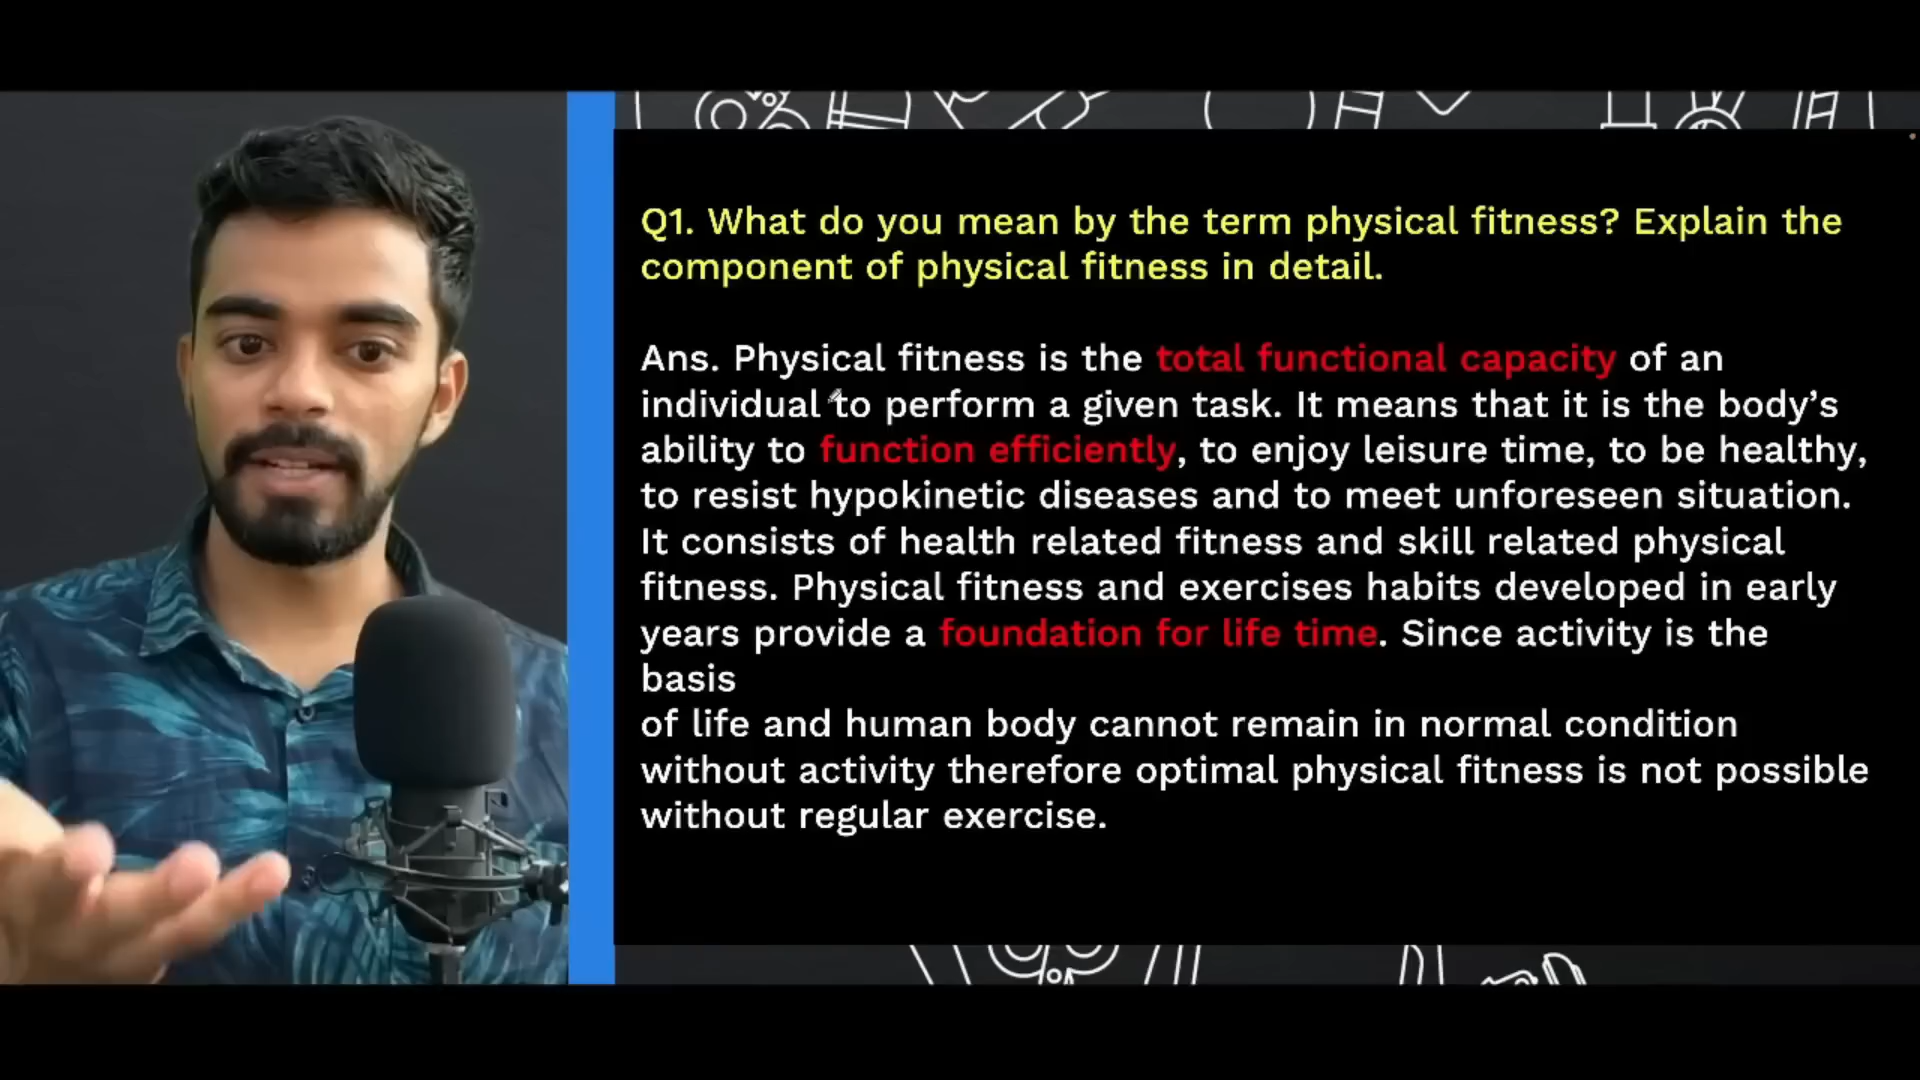 Q1. What do you mean by the term physical fitness? Explain the
component of physical fitness in detail.
Ans. Physical fitness is the total functional capacity of an
individual to perform a given task. It means that it is the body’s
ability to function efficiently, to enjoy leisure time, to be healthy,
to resist hypokinetic diseases and to meet unforeseen situation.
It consists of health related fitness and skill related physical
fitness. Physical fitness and exercises habits developed in early
years provide a foundation for life time. Since activity is the
basis
of life and human body cannot remain in normal condition
without activity therefore optimal physical fitness is not possible
without regular exercise.